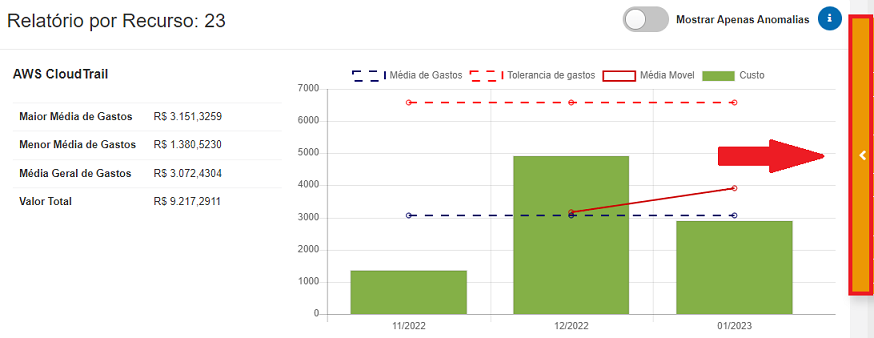 Relatório por Recurso: 23
Mostrar Apenas Anomalias
i
AWS CloudTrail
Maior Média de Gastos R$ 3.151,3259
Menor Média de Gastos R$ 1.380,5230
Média Geral de Gastos R$ 3.072,4304
Valor Total R$ 9.217,2911
Média de Gastos Tolerancia de gastos Média Movel Custo
7000
6000
5000
4000
3000
2000
1000
0
11/2022 12/2022 01/2023